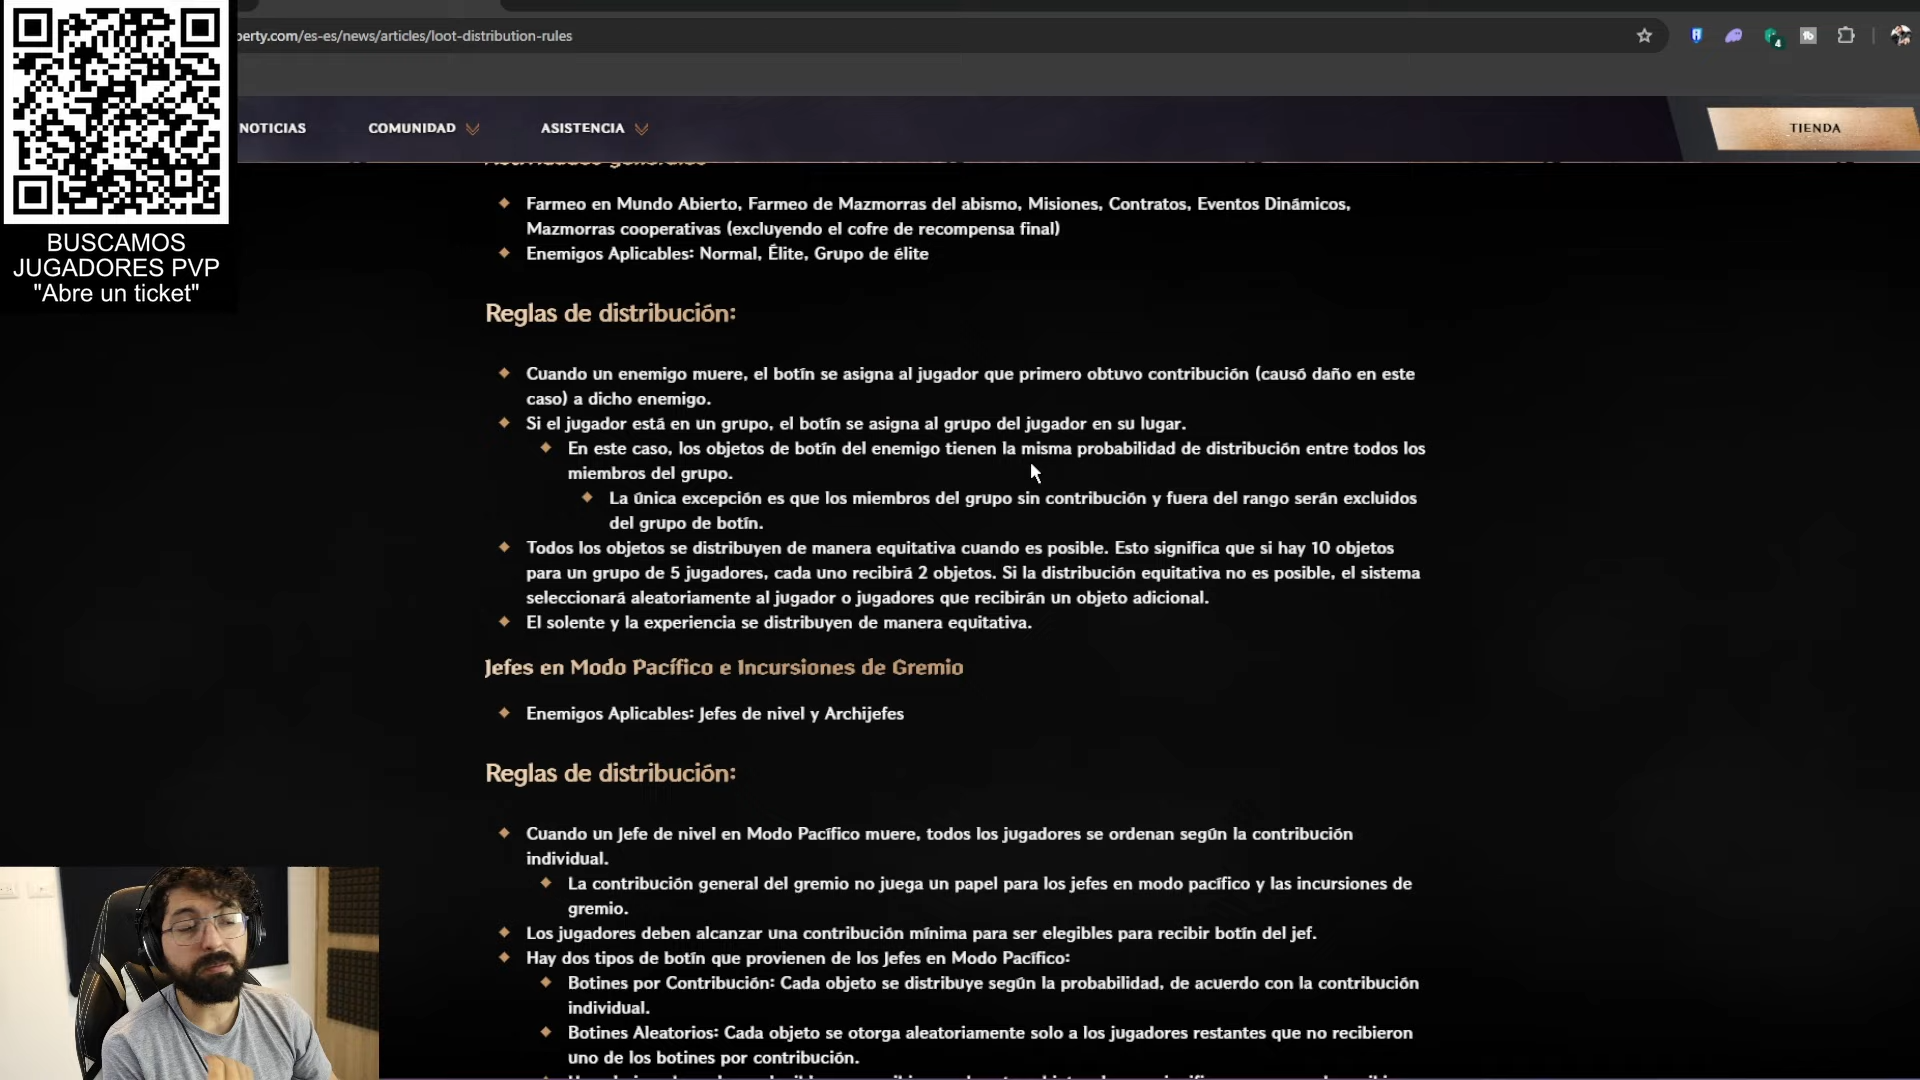 perty.com/es-es/news/articles/loot-distribution-rules
4
BUSCAMOS
JUGADORES PVP
"Abre un ticket"
NOTICIAS
COMUNIDAD
ASISTENCIA
TIENDA
Farmeo en Mundo Abierto, Farmeo de Mazmorras del abismo, Misiones, Contratos, Eventos Dinámicos,
Mazmorras cooperativas (excluyendo el cofre de recompensa final)
Enemigos Aplicables: Normal, Élite, Grupo de élite
Reglas de distribución:
Cuando un enemigo muere, el botín se asigna al jugador que primero obtuvo contribución (causó daño en este
caso) a dicho enemigo.
Si el jugador está en un grupo, el botín se asigna al grupo del jugador en su lugar.
En este caso, los objetos de botín del enemigo tienen la misma probabilidad de distribución entre todos los
miembros del grupo.
La única excepción es que los miembros del grupo sin contribución y fuera del rango serán excluidos
del grupo de botín.
Todos los objetos se distribuyen de manera equitativa cuando es posible. Esto significa que si hay 10 objetos
para un grupo de 5 jugadores, cada uno recibirá 2 objetos. Si la distribución equitativa no es posible, el sistema
seleccionará aleatoriamente al jugador o jugadores que recibirán un objeto adicional.
El solente y la experiencia se distribuyen de manera equitativa.
Jefes en Modo Pacífico e Incursiones de Gremio
Enemigos Aplicables: Jefes de nivel y Archijefes
Reglas de distribución:
Cuando un Jefe de nivel en Modo Pacífico muere, todos los jugadores se ordenan según la contribución
individual.
La contribución general del gremio no juega un papel para los jefes en modo pacífico y las incursiones de
gremio.
Los jugadores deben alcanzar una contribución mínima para ser elegibles para recibir botín del jef.
Hay dos tipos de botín que provienen de los Jefes en Modo Pacífico:
Botines por Contribución: Cada objeto se distribuye según la probabilidad, de acuerdo con la contribución
individual.
Botines Aleatorios: Cada objeto se otorga aleatoriamente solo a los jugadores restantes que no recibieron
uno de los botines por contribución.